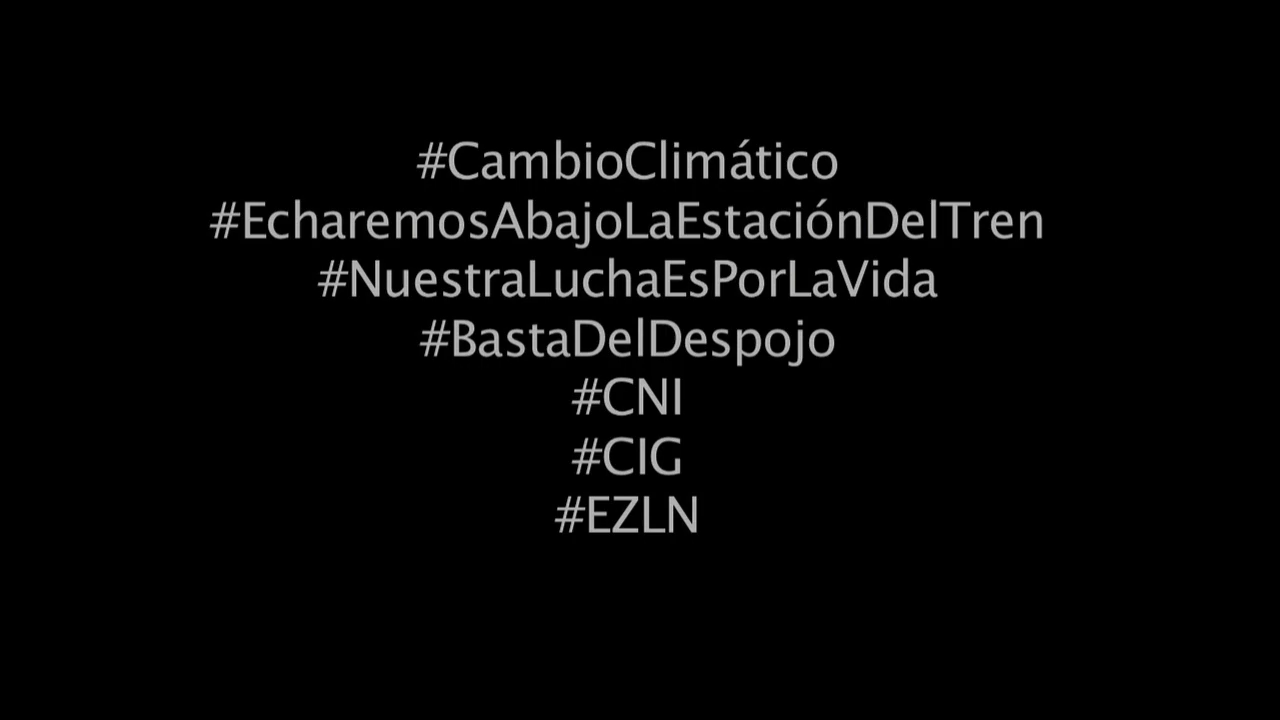 #CambioClimático
#EcharemosAbajoLaEstaciónDelTren
#NuestraLuchaEsPorLaVida
#BastaDelDespojo
#CNI
#CIG
#EZLN